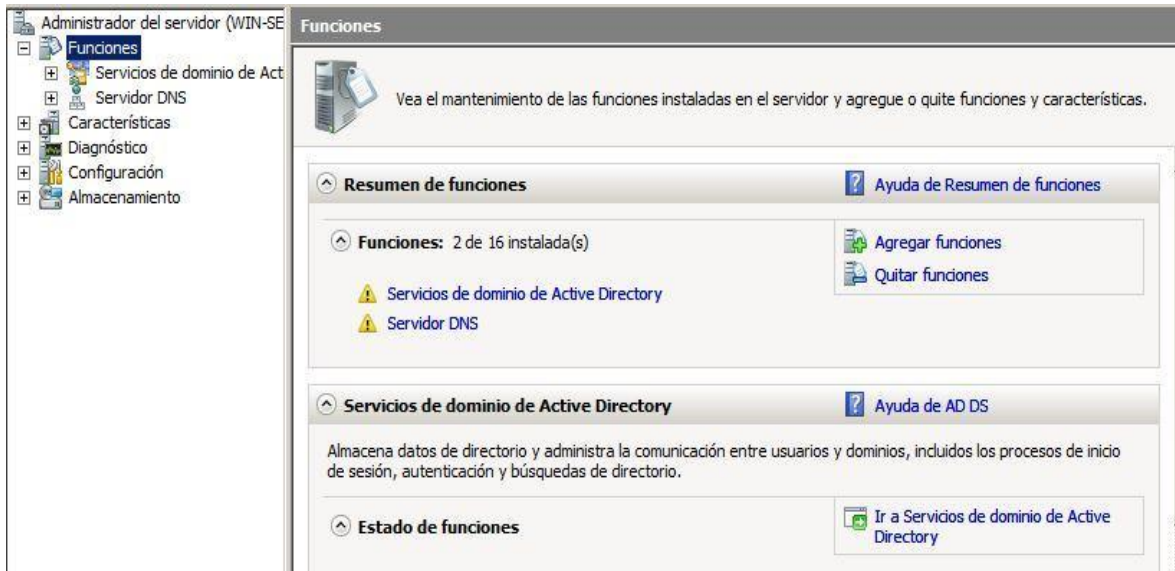 Administrador del servidor (WIN-SE
Funciones
Servicios de dominio de Act
Servidor DNS
Características
Diagnóstico
Configuración
Almacenamiento
Funciones
Vea el mantenimiento de las funciones instaladas en el servidor y agregue o quite funciones y características.
Resumen de funciones
Ayuda de Resumen de funciones
Funciones: 2 de 16 instalada(s)
Agregar funciones
Quitar funciones
Servicios de dominio de Active Directory
Servidor DNS
Servicios de dominio de Active Directory
Ayuda de AD DS
Almacena datos de directorio y administra la comunicación entre usuarios y dominios, incluidos los procesos de inicio
de sesión, autenticación y búsquedas de directorio.
Estado de funciones
Ir a Servicios de dominio de Active
Directory